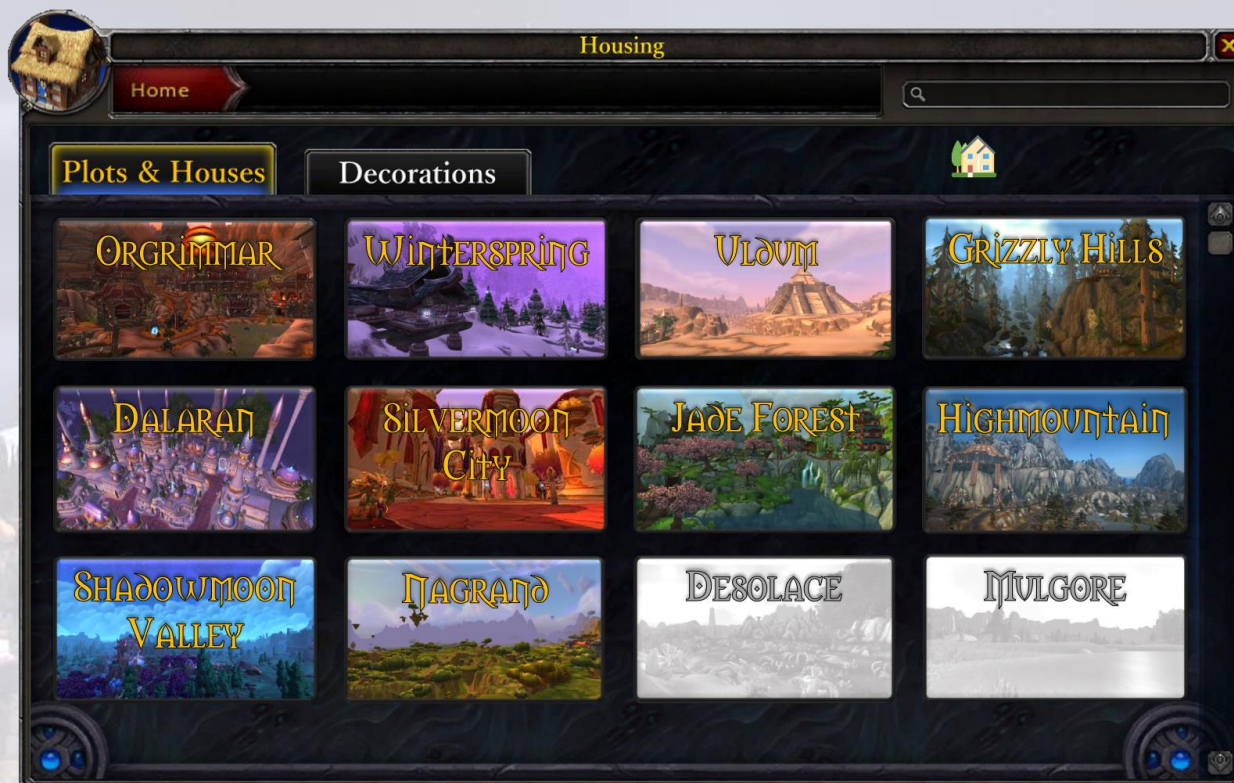 Housing
Home
Plots & Houses
Decorations
ORGRIMMAR
WINTERSPRING
ULDUM
GRIZZLY HILLS
DALARAN
SILVERMOON
CITY
JADE FOREST
HIGHMOUNTAIN
SHADOWMOON
VALLEY
NAGRAND
DESOLACE
MULGORE